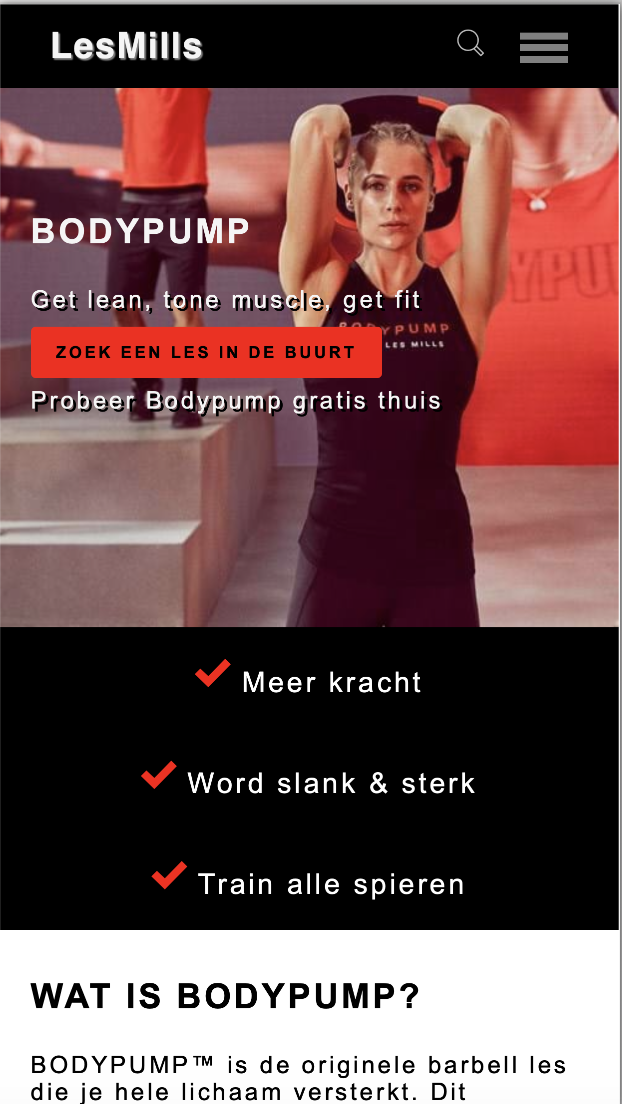 LesMills
BODYPUMP
Get lean, tone muscle, get fit
BODYPUMP
LES MILLS
ZOEK EEN LES IN DE BUURT
Probeer Bodypump gratis thuis
Meer kracht
Word slank & sterk
Train alle spieren
WAT IS BODYPUMP?
BODYPUMP™ is de originele barbell les
die je hele lichaam versterkt. Dit